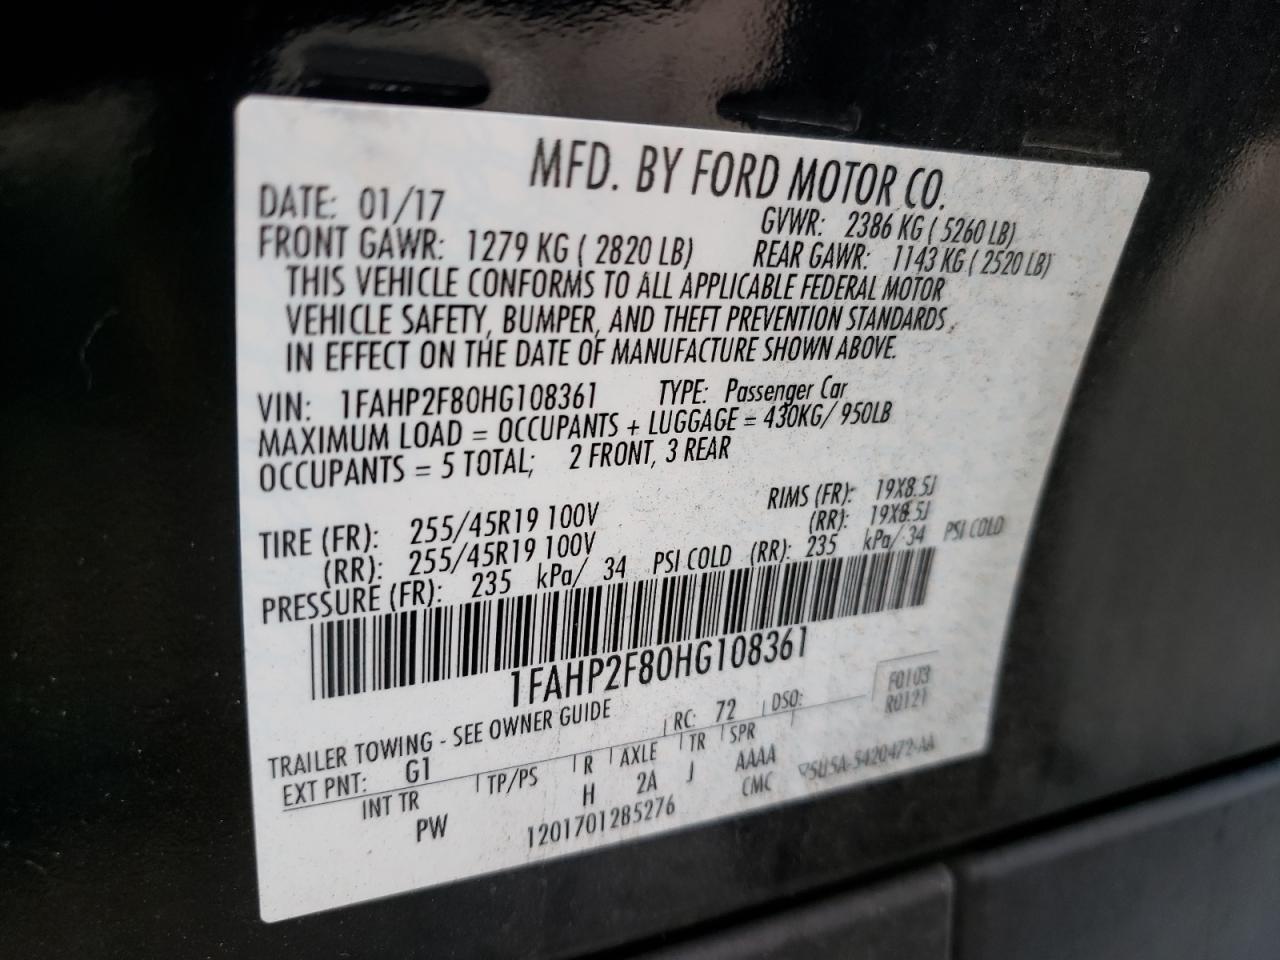 MFD. BY FORD MOTOR CO.
DATE: 01/17 GVWR: 2386 KG ( 5260 LB)
FRONT GAWR: 1279 KG ( 2820 LB) REAR GAWR: 1143 KG ( 2520 LB)
THIS VEHICLE CONFORMS TO ALL APPLICABLE FEDERAL MOTOR
VEHICLE SAFETY, BUMPER, AND THEFT PREVENTION STANDARDS,
IN EFFECT ON THE DATE OF MANUFACTURE SHOWN ABOVE.
VIN: 1FAHP2F80HG108361 TYPE: Passenger Car
MAXIMUM LOAD = OCCUPANTS + LUGGAGE = 430KG/ 950LB
OCCUPANTS = 5 TOTAL; 2 FRONT, 3 REAR
TIRE (FR): 255/45R19 100V RIMS (FR): 19X8.5J
(RR): 255/45R19 100V (RR): 19X8.5J
PRESSURE (FR): 235 kPa/ 34 PSI COLD (RR): 235 kPa/ 34 PSI COLD
1FAHP2F80HG108361
TRAILER TOWING - SEE OWNER GUIDE
F0103
R0121
EXT PNT: G1 RC: 72 DSO:
INT TR TP/PS R AXLE TR SPR
PW H 2A J AAAA
1201701285276 CMC 5U5A-5420472-AA